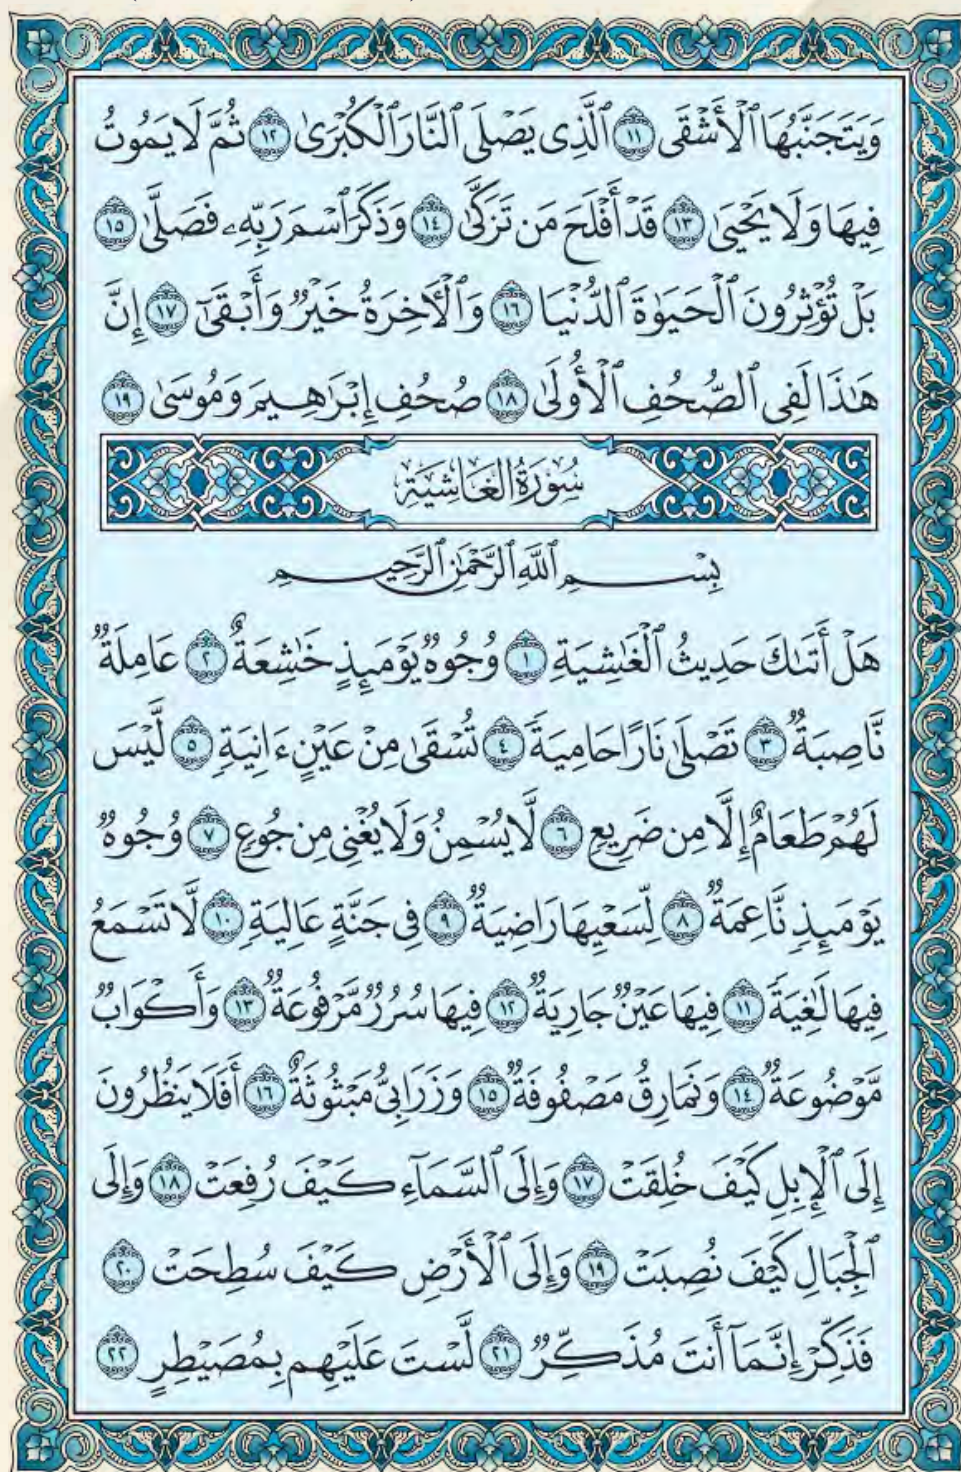 وَيَتَجَنَّبُهَا ٱلْأَشْقَى ١١ ٱلَّذِى يَصْلَى ٱلنَّارَ ٱلْكُبْرَىٰ ١٢ ثُمَّ لَا يَمُوتُ
فِيهَا وَلَا يَحْيَىٰ ١٣ قَدْ أَفْلَحَ مَن تَزَكَّىٰ ١٤ وَذَكَرَ ٱسْمَ رَبِّهِۦ فَصَلَّىٰ ١٥
بَلْ تُؤْثِرُونَ ٱلْحَيَوٰةَ ٱلدُّنْيَا ١٦ وَٱلْأَخِرَةُ خَيْرٌ وَأَبْقَىٰٓ ١٧ إِنَّ
هَٰذَا لَفِى ٱلصُّحُفِ ٱلْأُولَىٰ ١٨ صُحُفِ إِبْرَٰهِيمَ وَمُوسَىٰ ١٩
سُورَةُ الغَاشِيَةِ
بِسْمِ ٱللَّهِ ٱلرَّحْمَٰنِ ٱلرَّحِيمِ
هَلْ أَتَىٰكَ حَدِيثُ ٱلْغَٰشِيَةِ ١ وُجُوهٌ يَوْمَئِذٍ خَٰشِعَةٌ ٢ عَامِلَةٌ
نَّاصِبَةٌ ٣ تَصْلَىٰ نَارًا حَامِيَةً ٤ تُسْقَىٰ مِنْ عَيْنٍ ءَانِيَةٍ ٥ لَّيْسَ
لَهُمْ طَعَامٌ إِلَّا مِن ضَرِيعٍ ٦ لَّا يُسْمِنُ وَلَا يُغْنِى مِن جُوعٍ ٧ وُجُوهٌ
يَوْمَئِذٍ نَّاعِمَةٌ ٨ لِّسَعْيِهَا رَاضِيَةٌ ٩ فِى جَنَّةٍ عَالِيَةٍ ١٠ لَّا تَسْمَعُ
فِيهَا لَٰغِيَةً ١١ فِيهَا عَيْنٌ جَارِيَةٌ ١٢ فِيهَا سُرُرٌ مَّرْفُوعَةٌ ١٣ وَأَكْوَابٌ
مَّوْضُوعَةٌ ١٤ وَنَمَارِقُ مَصْفُوفَةٌ ١٥ وَزَرَابِىُّ مَبْثُوثَةٌ ١٦ أَفَلَا يَنظُرُونَ
إِلَى ٱلْإِبِلِ كَيْفَ خُلِقَتْ ١٧ وَإِلَى ٱلسَّمَآءِ كَيْفَ رُفِعَتْ ١٨ وَإِلَى
ٱلْجِبَالِ كَيْفَ نُصِبَتْ ١٩ وَإِلَى ٱلْأَرْضِ كَيْفَ سُطِحَتْ ٢٠
فَذَكِّرْ إِنَّمَآ أَنتَ مُذَكِّرٌ ٢١ لَّسْتَ عَلَيْهِم بِمُصَيْطِرٍ ٢٢